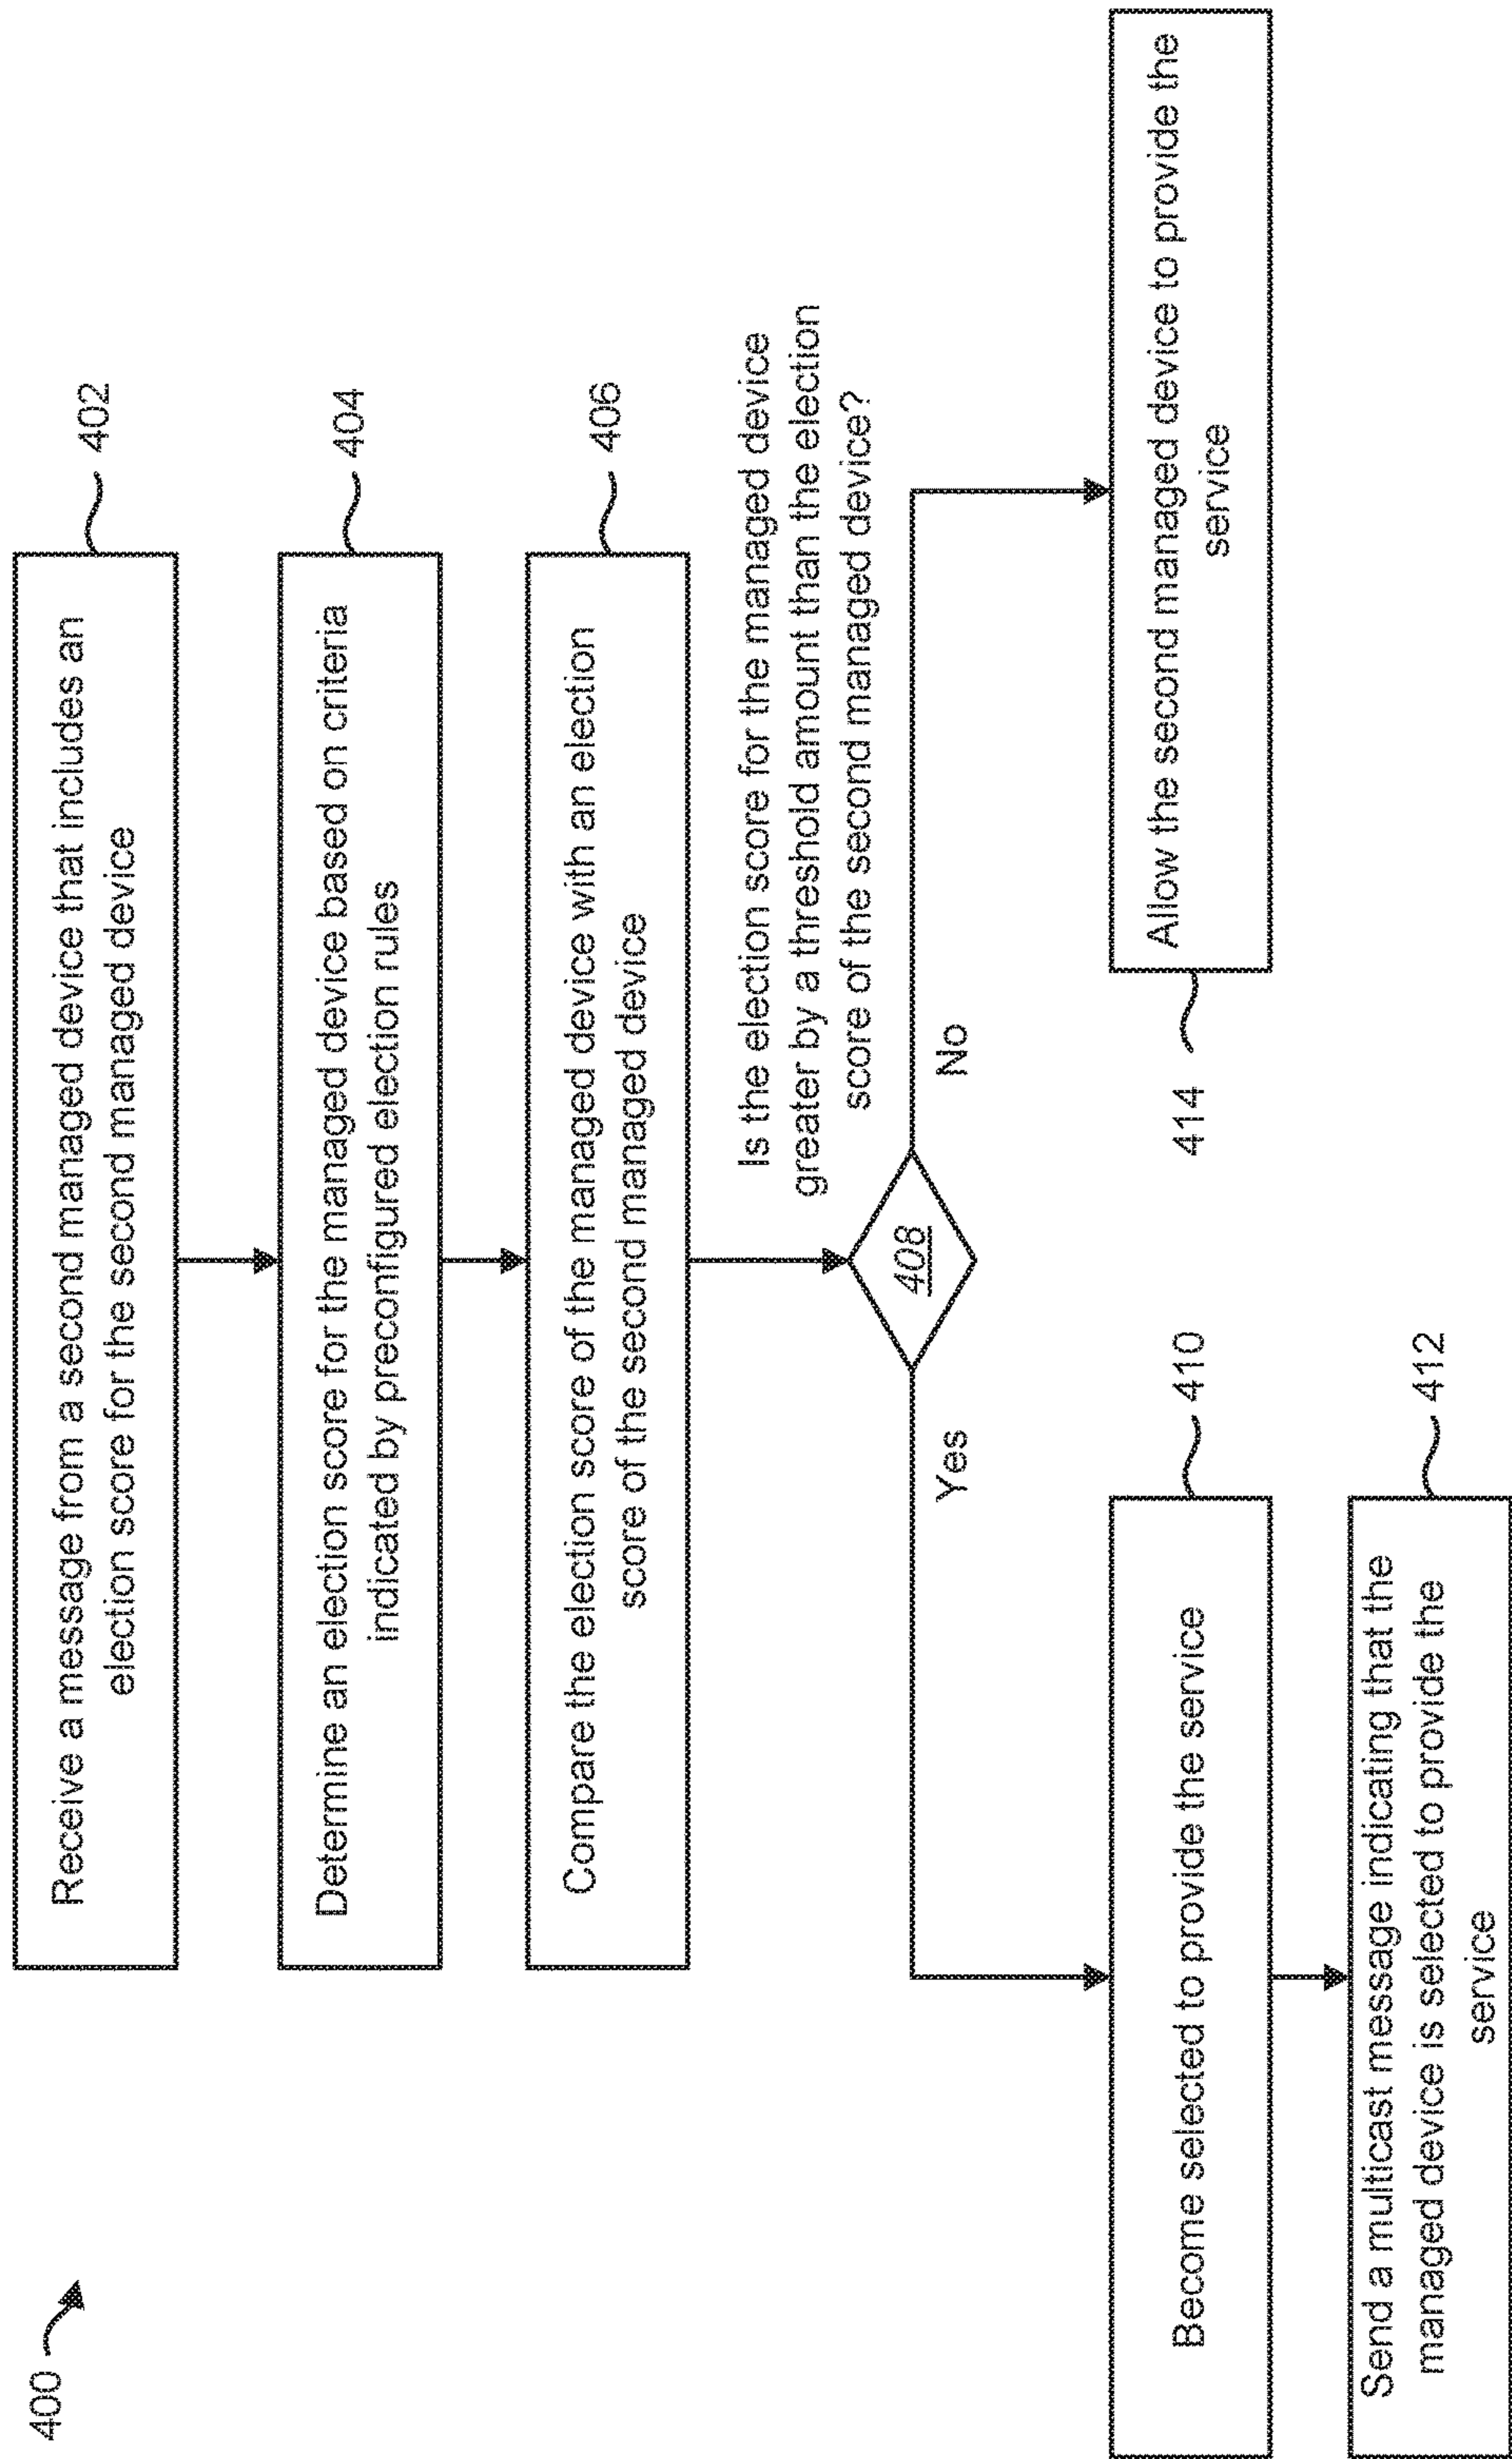 400
Receive a message from a second managed device that includes an
election score for the second managed device
402
Determine an election score for the managed device based on criteria
indicated by preconfigured election rules
404
Compare the election score of the managed device with an election
score of the second managed device
406
Is the election score for the managed device
greater by a threshold amount than the election
score of the second managed device?
408
Yes
No
Become selected to provide the service
410
Send a multicast message indicating that the
managed device is selected to provide the
service
412
414
Allow the second managed device to provide the
service